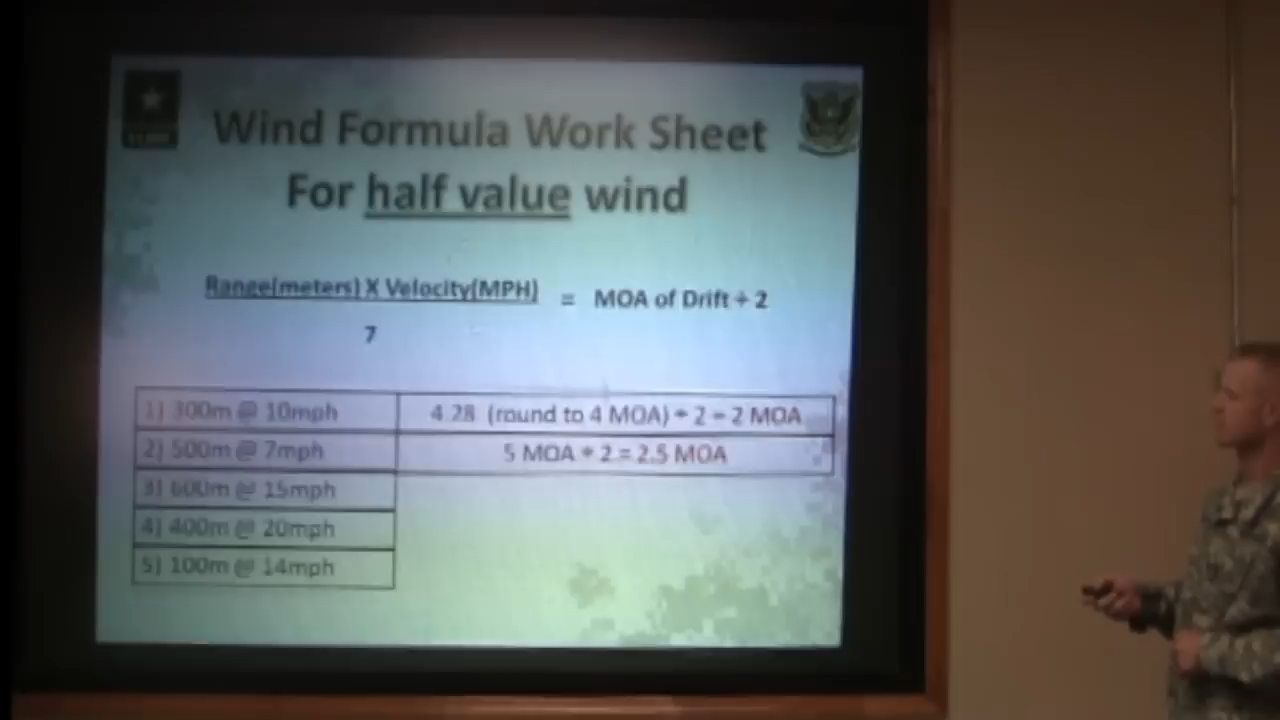 Wind Formula Work Sheet
For half value wind
Range(meters) X Velocity(MPH)
= MOA of Drift ÷ 2
7
1) 300m @ 10mph 4.28 (round to 4 MOA) ÷ 2 = 2 MOA
2) 500m @ 7mph 5 MOA ÷ 2 = 2.5 MOA
3) 600m @ 15mph
4) 400m @ 20mph
5) 100m @ 14mph